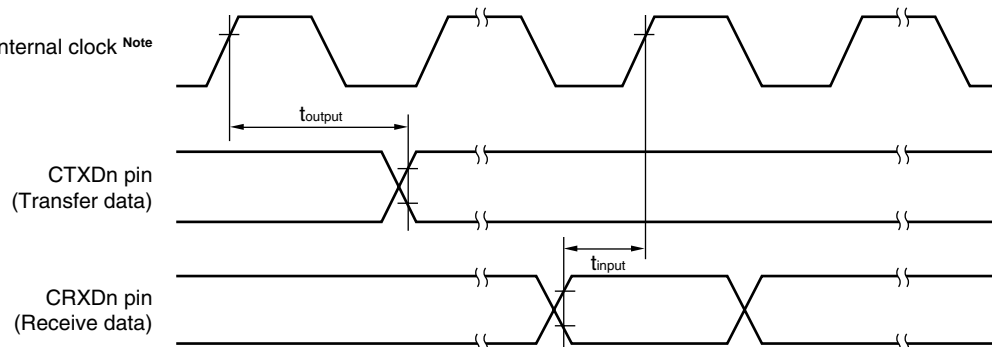 nternal clock Note
toutput
CTXDn pin
(Transfer data)
tinput
CRXDn pin
(Receive data)